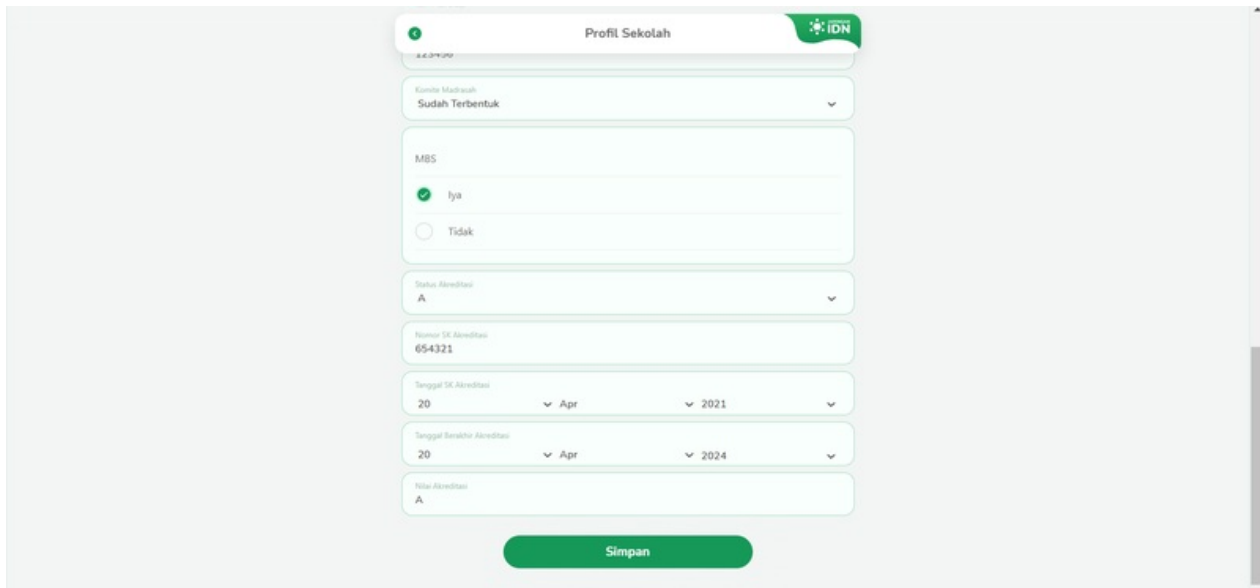 Profil Sekolah
IDN
123456
Komite Madrasah
Sudah Terbentuk
MBS
Iya
Tidak
Status Akreditasi
A
Nomor SK Akreditasi
654321
Tanggal SK Akreditasi
20 Apr 2021
Tanggal Berakhir Akreditasi
20 Apr 2024
Nilai Akreditasi
A
Simpan